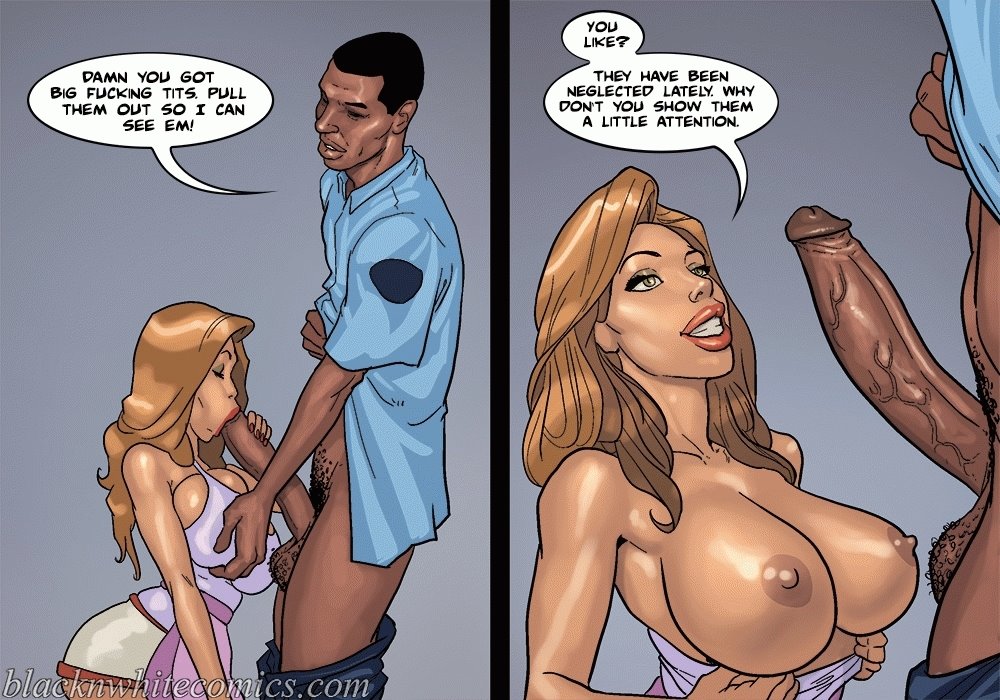 DAMN YOU GOT
BIG FUCKING TITS. PULL
THEM OUT SO I CAN
SEE EM!
YOU
LIKE?
THEY HAVE BEEN
NEGLECTED LATELY. WHY
DON'T YOU SHOW THEM
A LITTLE ATTENTION.
blacknwhitecomics.com